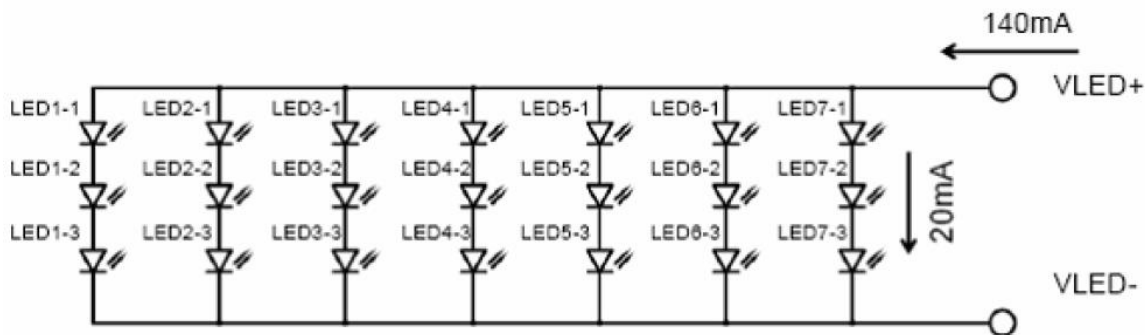 140mA
VLED+
LED1-1 LED2-1 LED3-1 LED4-1 LED5-1 LED6-1 LED7-1
LED1-2 LED2-2 LED3-2 LED4-2 LED5-2 LED6-2 LED7-2
LED1-3 LED2-3 LED3-3 LED4-3 LED5-3 LED6-3 LED7-3
20mA
VLED-